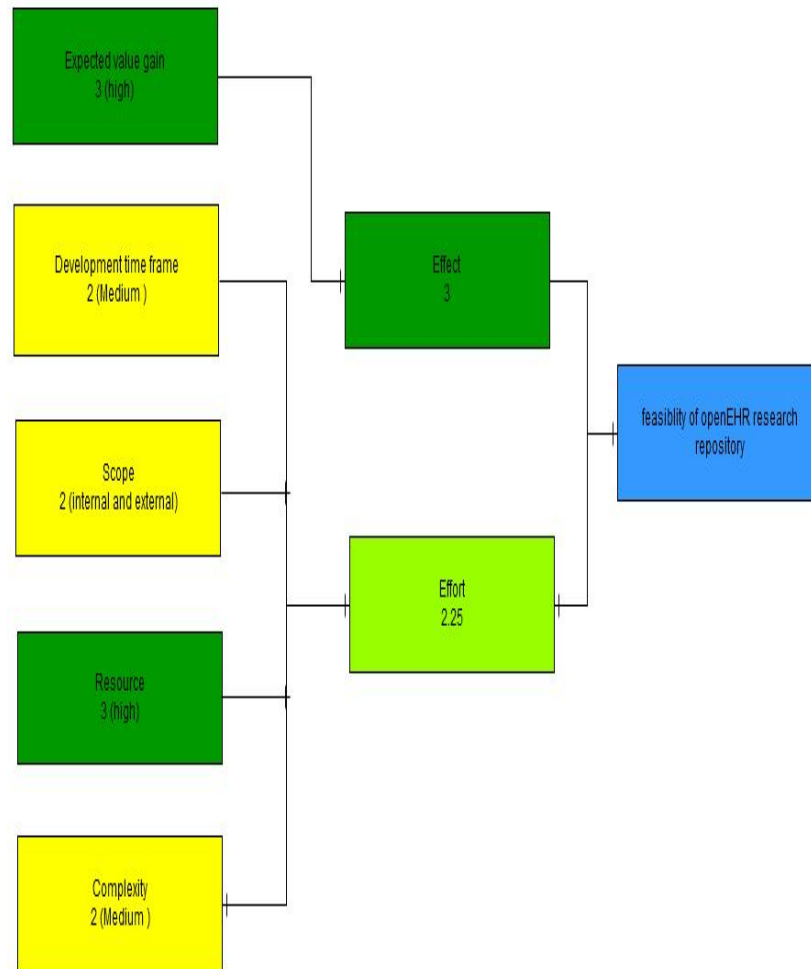 Expected value gain
3 (high)
Development time frame
2 (Medium )
Effect
3
feasiblity of openEHR research
repository
Scope
2 (internal and external)
Effort
2.25
Resource
3 (high)
Complexity
2 (Medium )